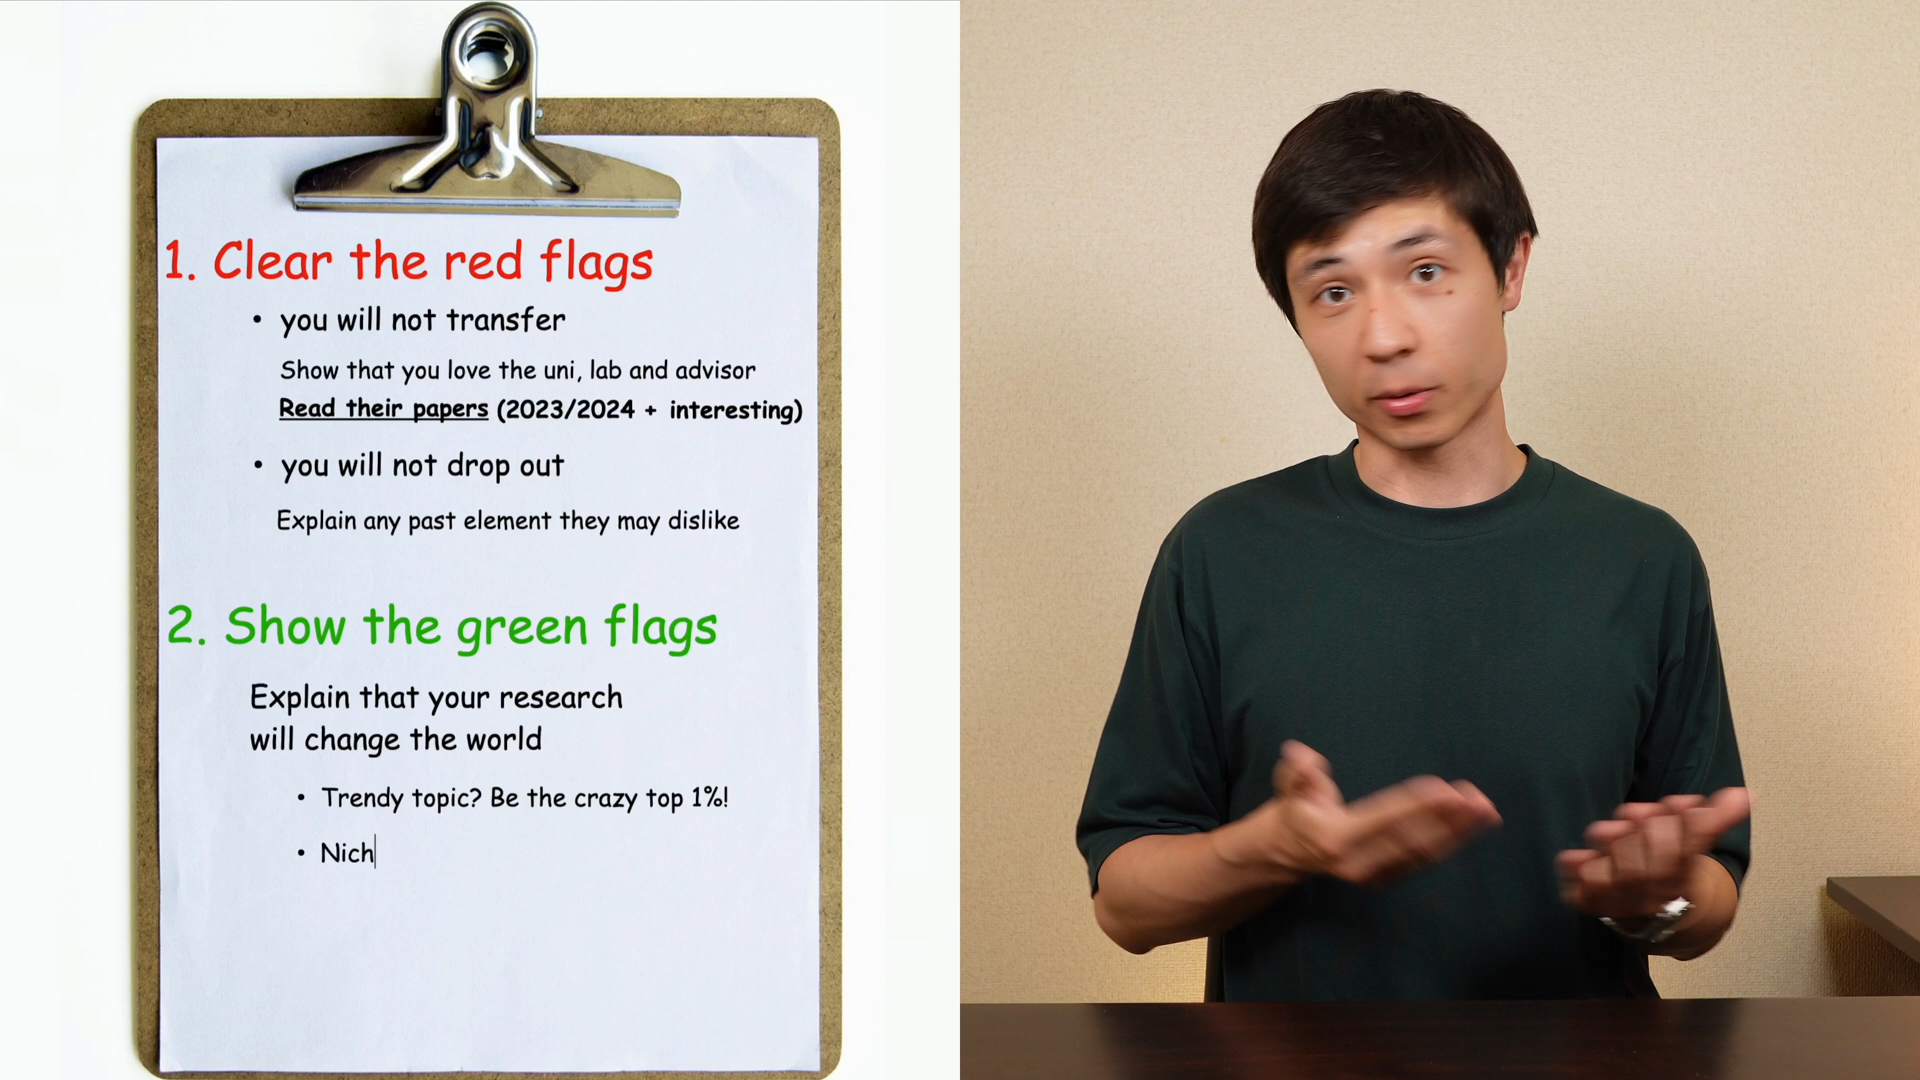 1. Clear the red flags
• you will not transfer
Show that you love the uni, lab and advisor
Read their papers (2023/2024 + interesting)
• you will not drop out
Explain any past element they may dislike
2. Show the green flags
Explain that your research
will change the world
• Trendy topic? Be the crazy top 1%!
• Nich